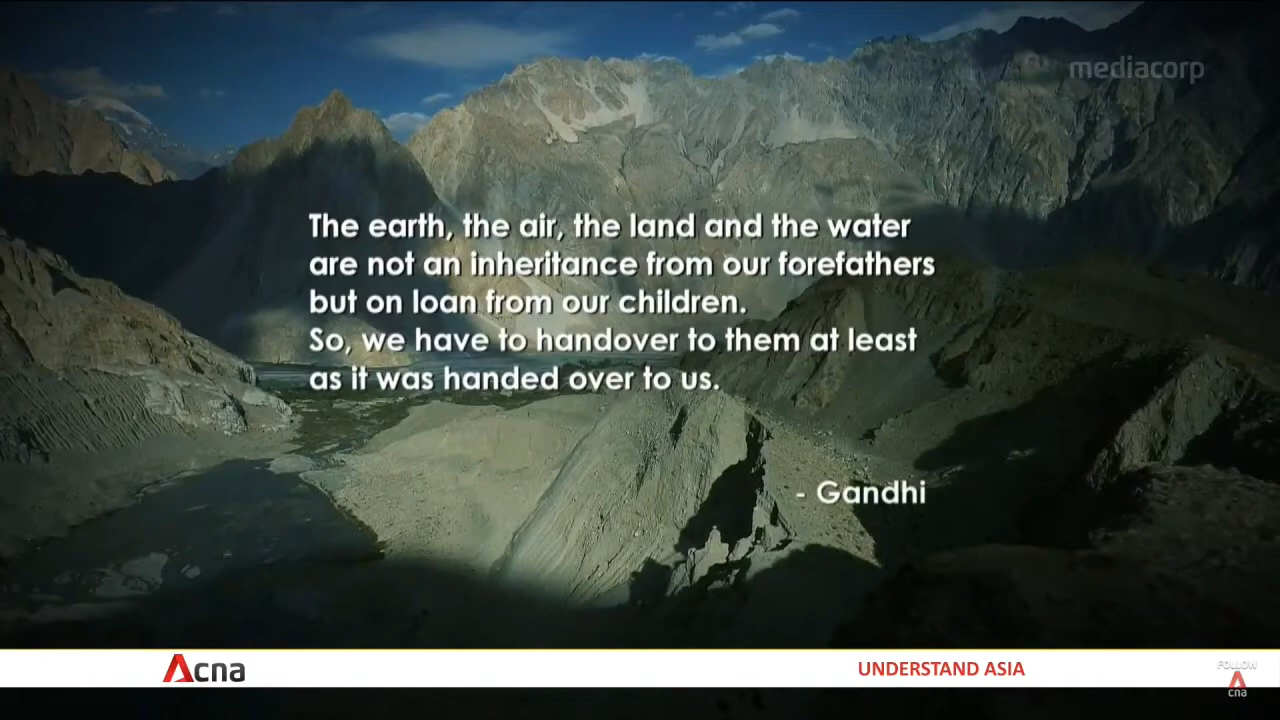 mediacorp
The earth, the air, the land and the water
are not an inheritance from our forefathers
but on loan from our children.
So, we have to handover to them at least
as it was handed over to us.
- Gandhi
cna
UNDERSTAND ASIA
FOLLOW
cna